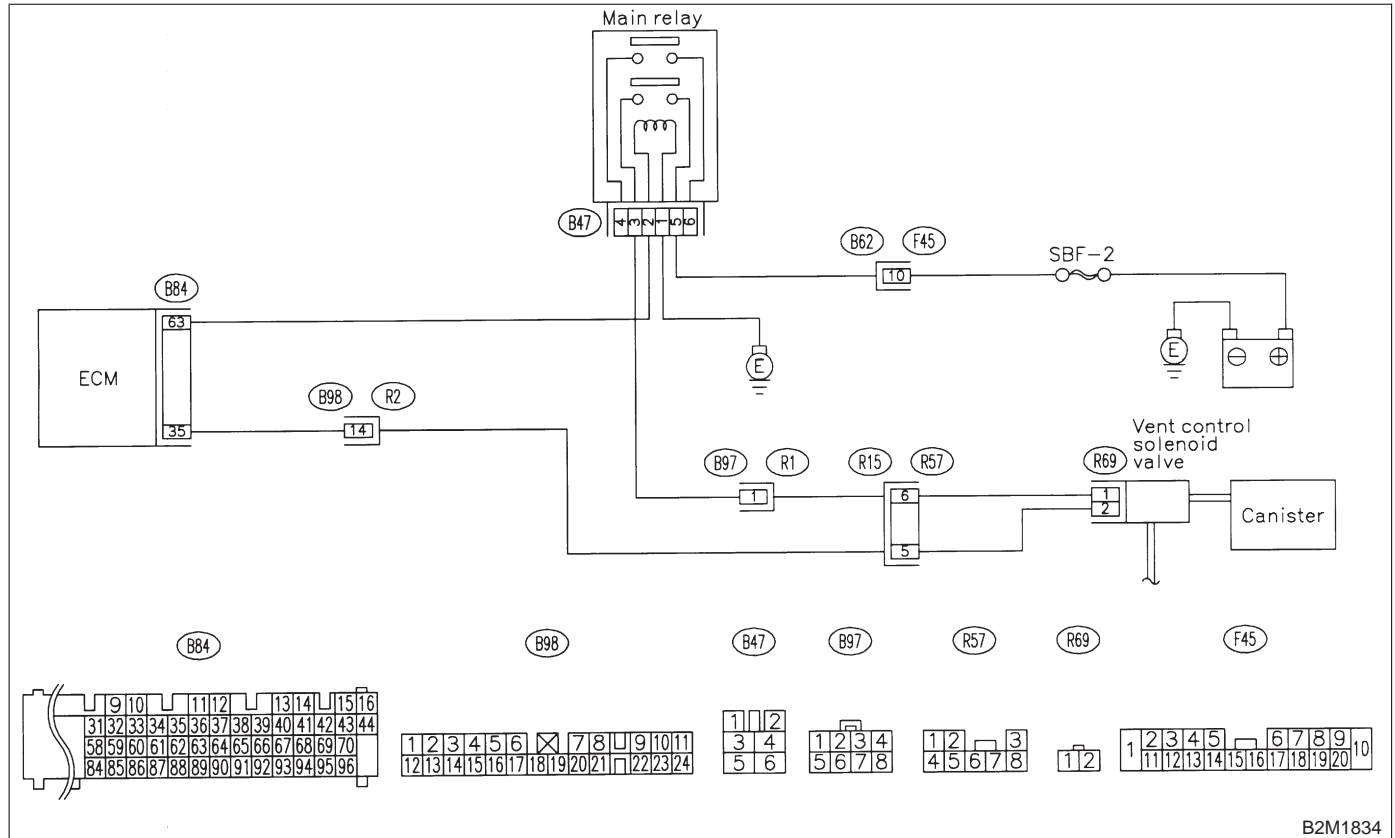 Main relay
B47
4 3 2 1 5 6
B62 F45
10
SBF-2
B84
63
ECM
35
E
E
⊖ ⊕
B98 R2
14
Vent control
solenoid
valve
B97 R1
1
R15 R57
6
5
R69
1
2
Canister
B84
B98
B47
B97
R57
R69
F45
9 10 11 12 13 14 15 16
31 32 33 34 35 36 37 38 39 40 41 42 43 44
58 59 60 61 62 63 64 65 66 67 68 69 70
84 85 86 87 88 89 90 91 92 93 94 95 96
1 2 3 4 5 6 7 8 9 10 11
12 13 14 15 16 17 18 19 20 21 22 23 24
1 2
3 4
5 6
1 2 3 4
5 6 7 8
1 2 3
4 5 6 7 8
1 2
1 2 3 4 5 6 7 8 9 10
11 12 13 14 15 16 17 18 19 20
B2M1834